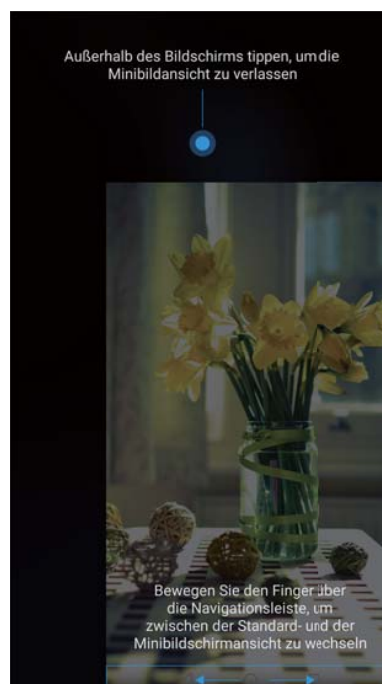 Außerhalb des Bildschirms tippen, um die
Minibildansicht zu verlassen
Bewegen Sie den Finger über
die Navigationsleiste, um
zwischen der Standard- und der
Minibildschirmansicht zu wechseln